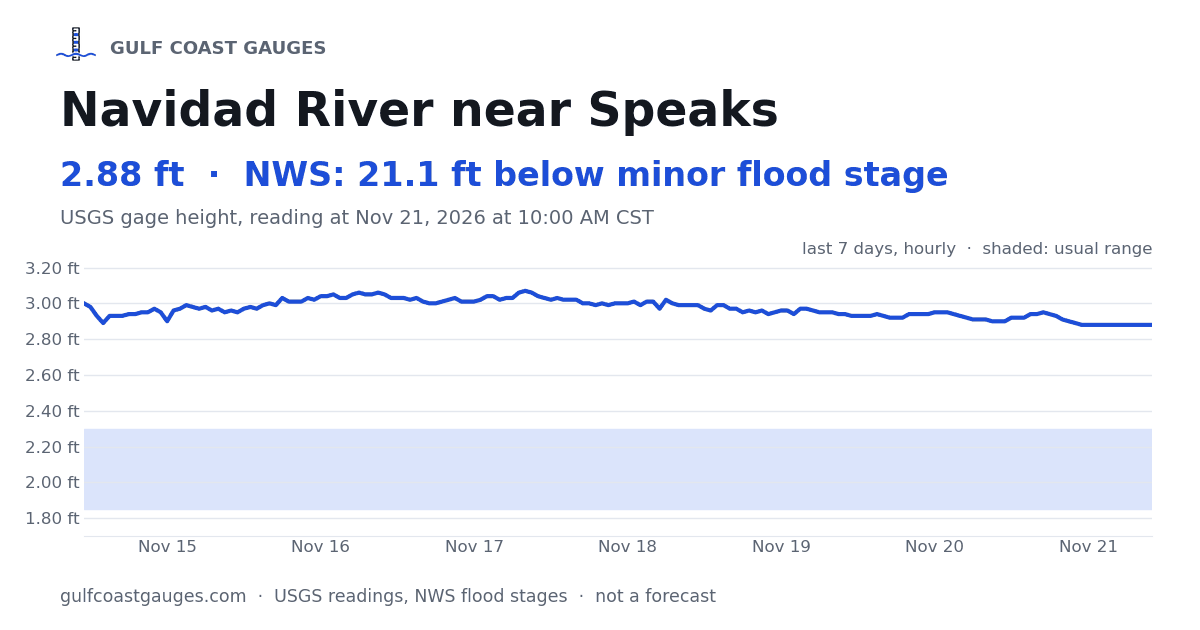 GULF COAST GAUGES
Navidad River near Speaks
2.88 ft · NWS: 21.1 ft below minor flood stage
USGS gage height, reading at Nov 21, 2026 at 10:00 AM CST
last 7 days, hourly · shaded: usual range
3.20 ft
3.00 ft
2.80 ft
2.60 ft
2.40 ft
2.20 ft
2.00 ft
1.80 ft
Nov 15 Nov 16 Nov 17 Nov 18 Nov 19 Nov 20 Nov 21
gulfcoastgauges.com · USGS readings, NWS flood stages · not a forecast